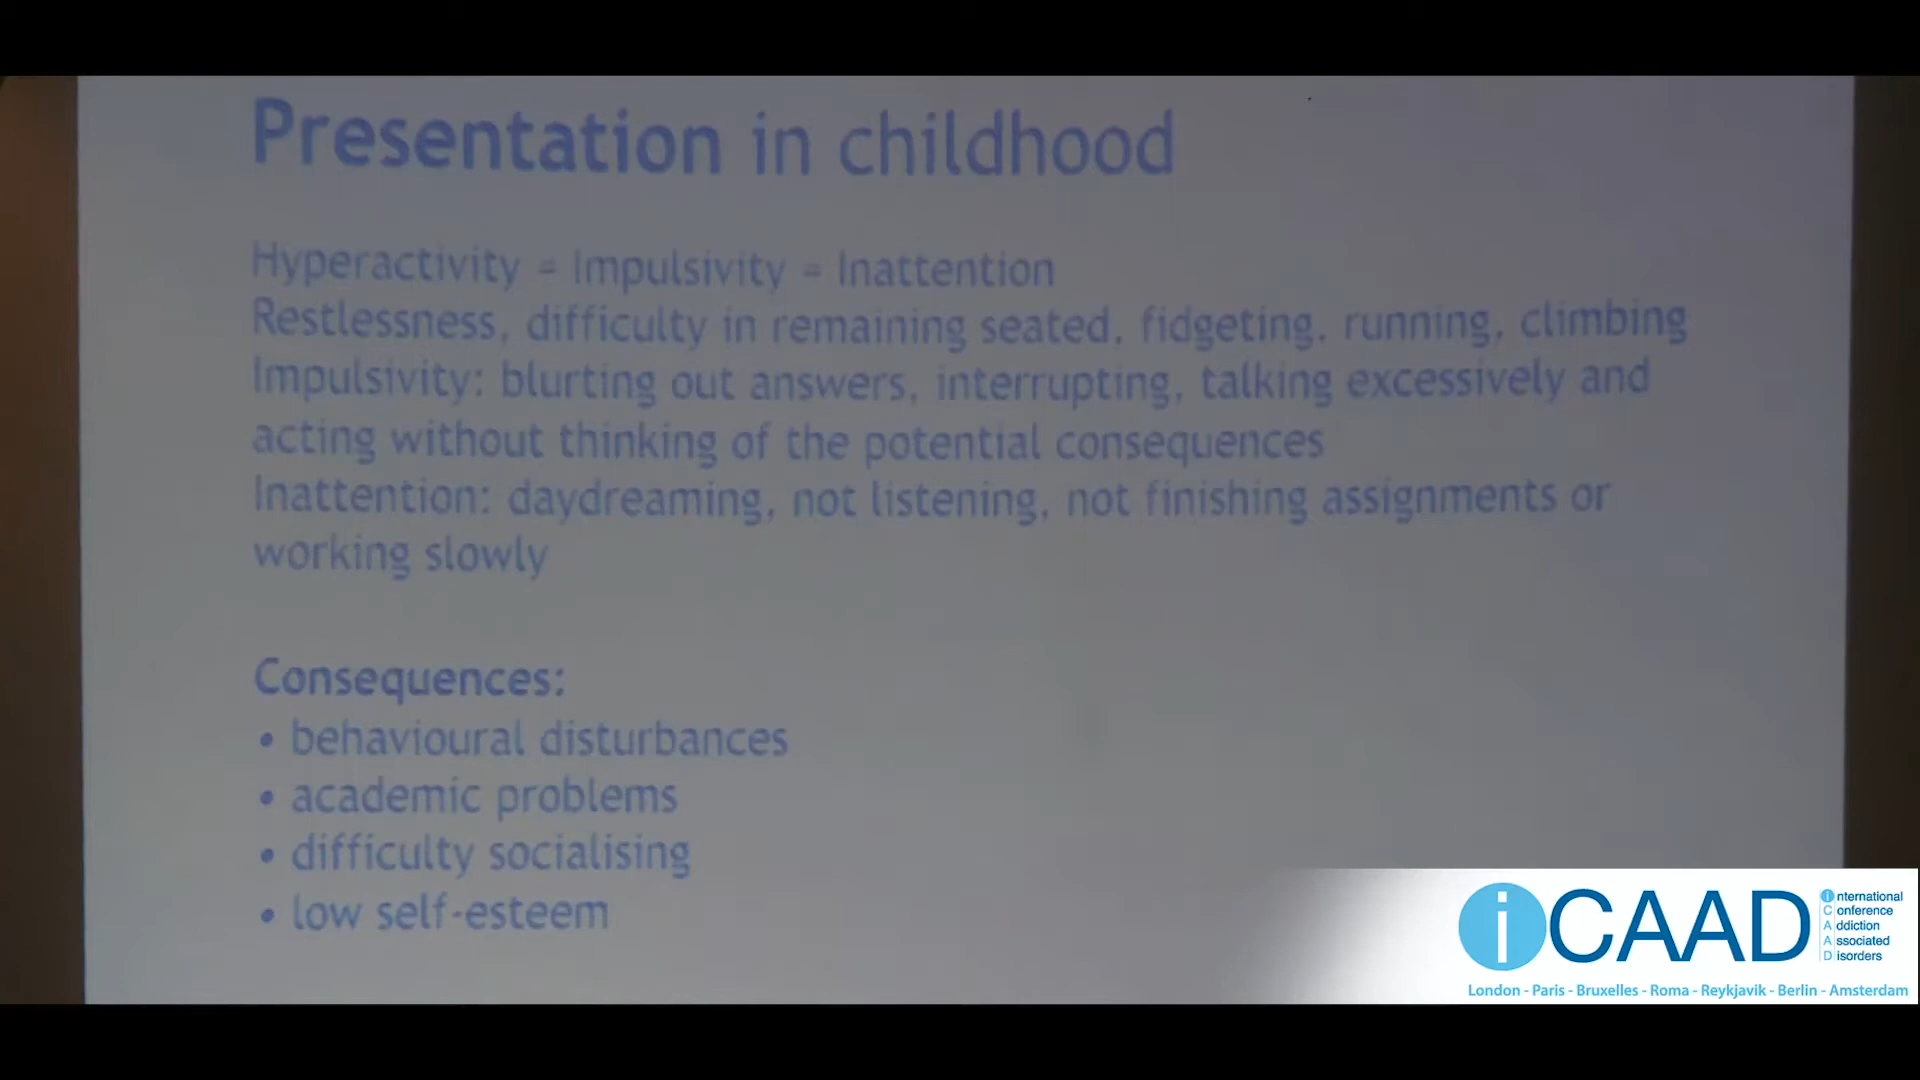 Presentation in childhood
Hyperactivity = Impulsivity = Inattention
Restlessness, difficulty in remaining seated, fidgeting, running, climbing
Impulsivity: blurting out answers, interrupting, talking excessively and
acting without thinking of the potential consequences
Inattention: daydreaming, not listening, not finishing assignments or
working slowly
Consequences:
• behavioural disturbances
• academic problems
• difficulty socialising
• low self-esteem
iCAAD
international
Conference
Addiction
Associated
Disorders
London - Paris - Bruxelles - Roma - Reykjavik - Berlin - Amsterdam